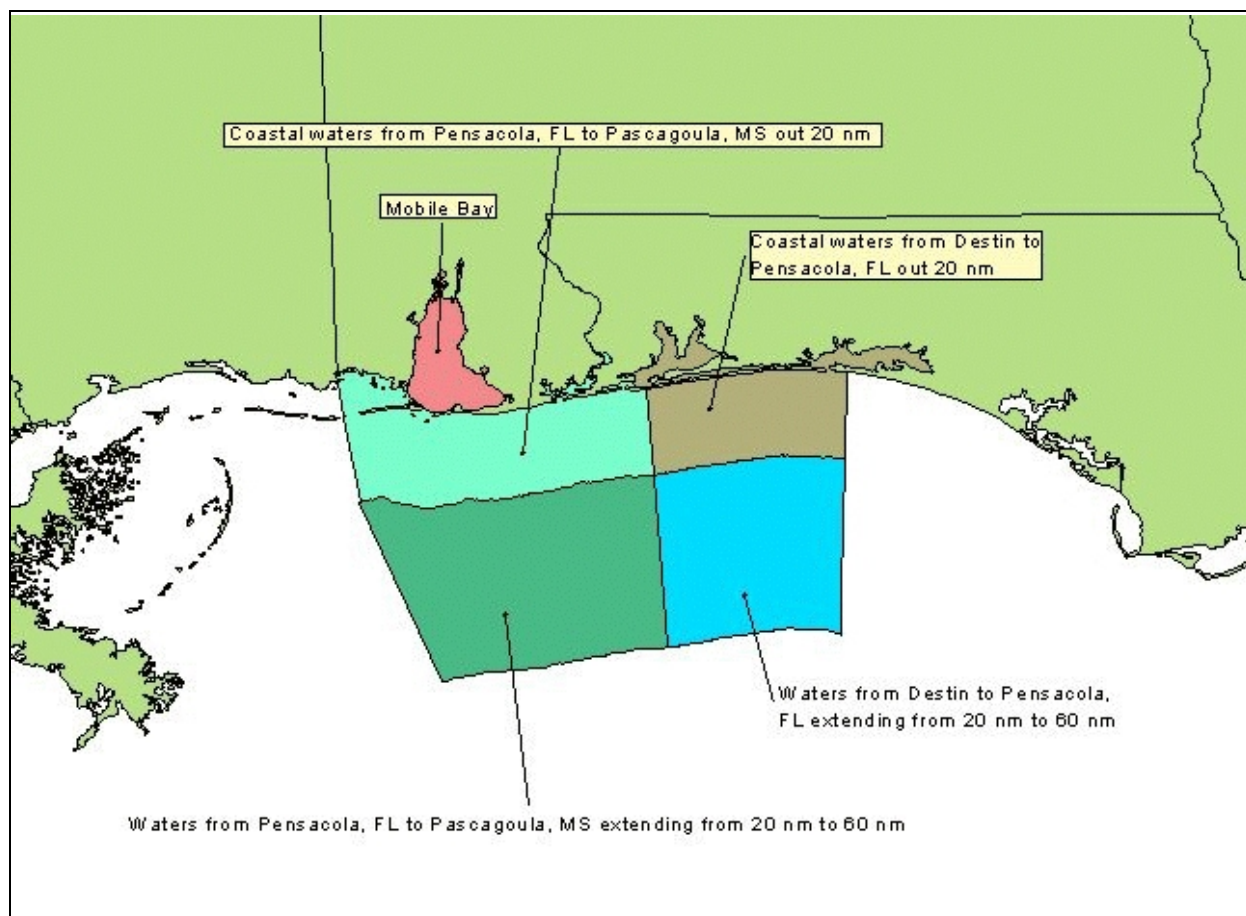 Coastal waters from Pensacola, FL to Pascagoula, MS out 20 nm
Mobile Bay
Coastal waters from Destin to
Pensacola, FL out 20 nm
Waters from Destin to Pensacola,
FL extending from 20 nm to 60 nm
Waters from Pensacola, FL to Pascagoula, MS extending from 20 nm to 60 nm